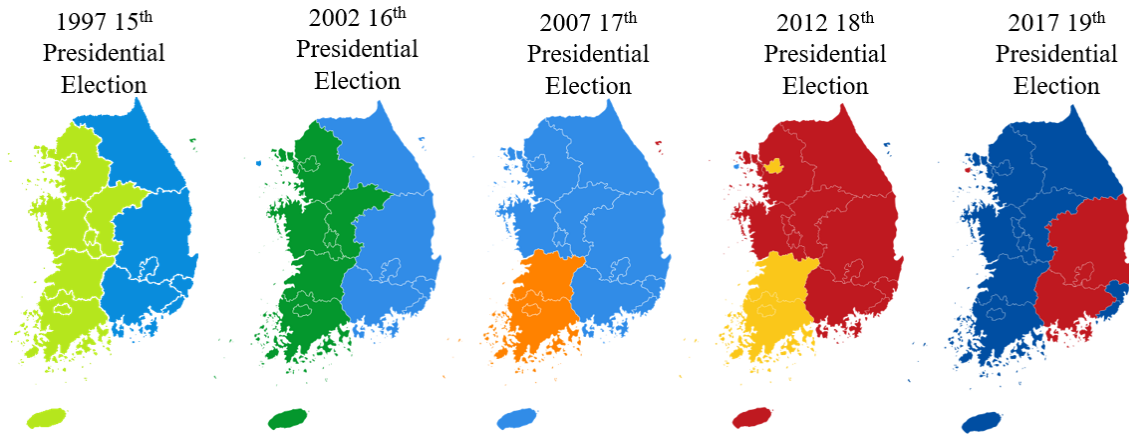 1997 15th
Presidential
Election
2002 16th
Presidential
Election
2007 17th
Presidential
Election
2012 18th
Presidential
Election
2017 19th
Presidential
Election